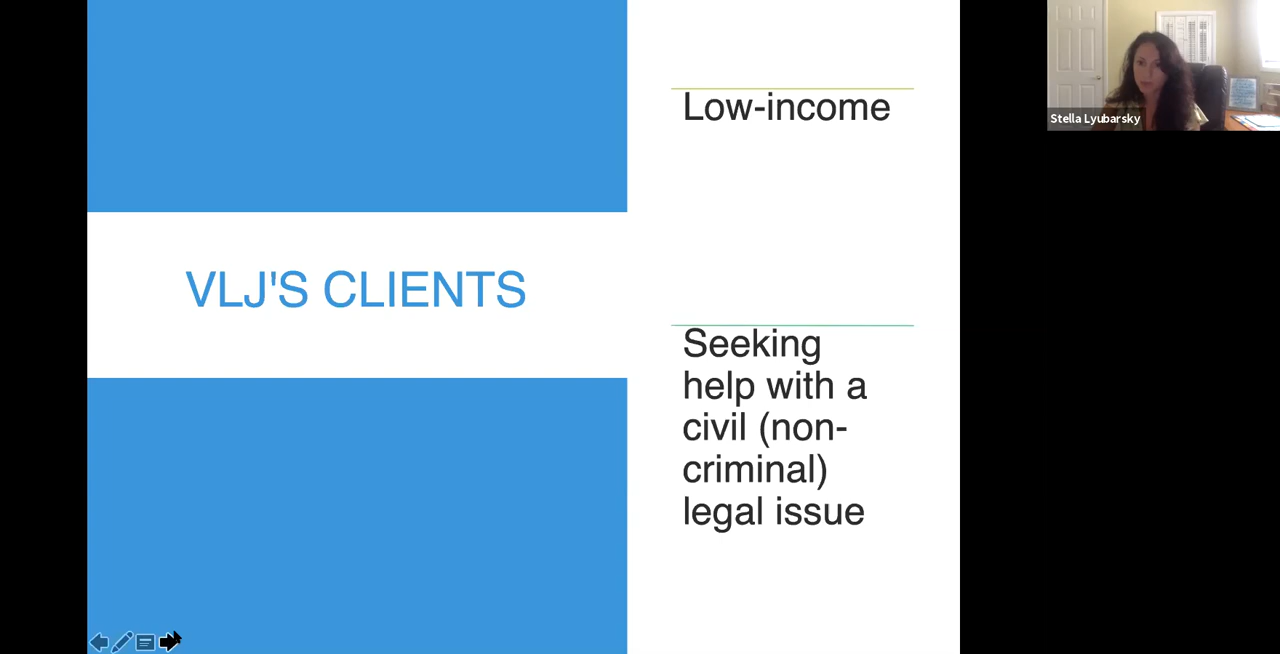 VLJ'S CLIENTS
Low-income
Seeking
help with a
civil (non-
criminal)
legal issue
Stella Lyubarsky